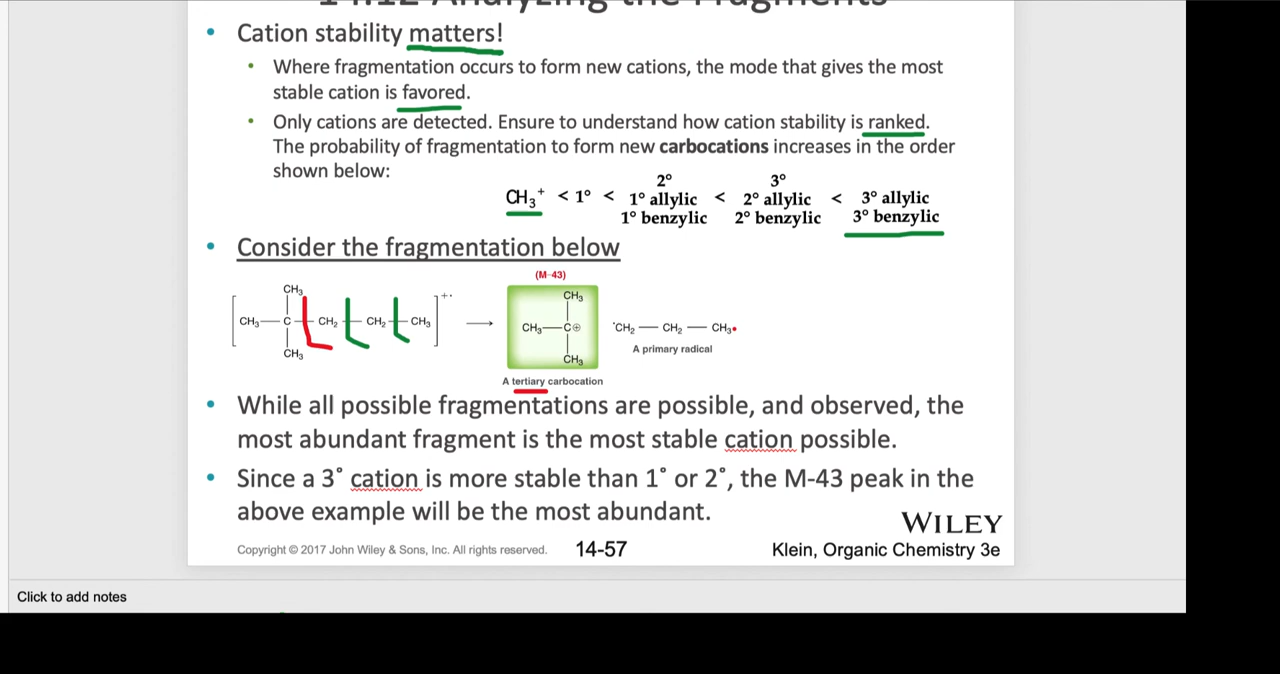 14.12 Analyzing the Fragments
• Cation stability matters!
• Where fragmentation occurs to form new cations, the mode that gives the most
stable cation is favored.
• Only cations are detected. Ensure to understand how cation stability is ranked.
The probability of fragmentation to form new carbocations increases in the order
shown below:
2° 3°
CH₃⁺ < 1° < 1° allylic < 2° allylic < 3° allylic
1° benzylic 2° benzylic 3° benzylic
• Consider the fragmentation below
(M-43)
CH₃ CH₃
CH₃ C CH₂ CH₂ CH₃ +· CH₃ C⊕ ·CH₂ CH₂ CH₃
CH₃ CH₃
A primary radical
A tertiary carbocation
• While all possible fragmentations are possible, and observed, the
most abundant fragment is the most stable cation possible.
• Since a 3° cation is more stable than 1° or 2°, the M-43 peak in the
above example will be the most abundant.
WILEY
Copyright © 2017 John Wiley & Sons, Inc. All rights reserved. 14-57 Klein, Organic Chemistry 3e
Click to add notes